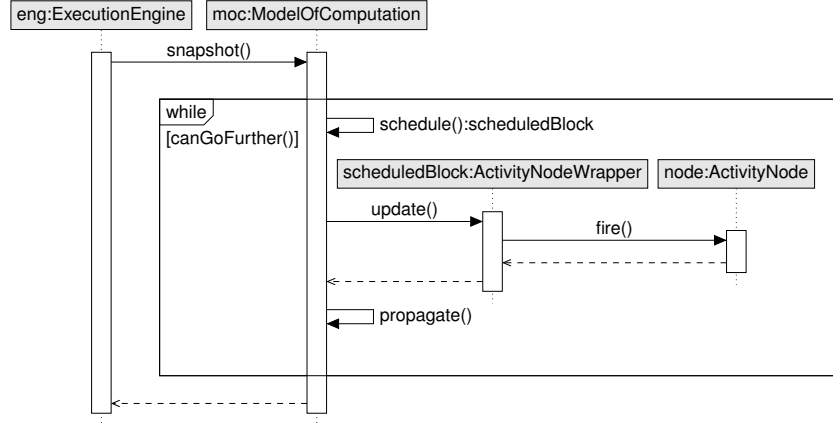 eng:ExecutionEngine
moc:ModelOfComputation
snapshot()
while
[canGoFurther()]
schedule():scheduledBlock
scheduledBlock:ActivityNodeWrapper
node:ActivityNode
update()
fire()
propagate()